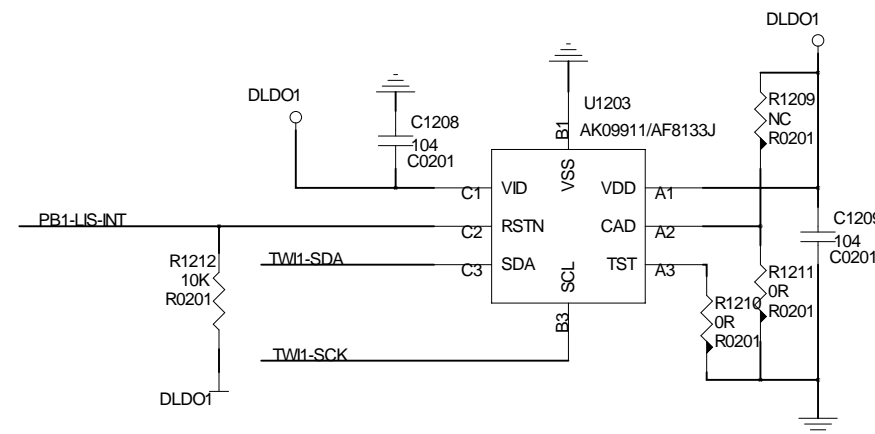 DLDO1
DLDO1
U1203
AK09911/AF8133J
C1208
104
C0201
R1209
NC
R0201
B1
VSS
C1 VID VDD A1
PB1-LIS-INT
C2 RSTN CAD A2
C3 SDA TST A3
TWI1-SDA
SCL
B3
TWI1-SCK
R1212
10K
R0201
DLDO1
R1210
0R
R0201
R1211
0R
R0201
C1209
104
C0201